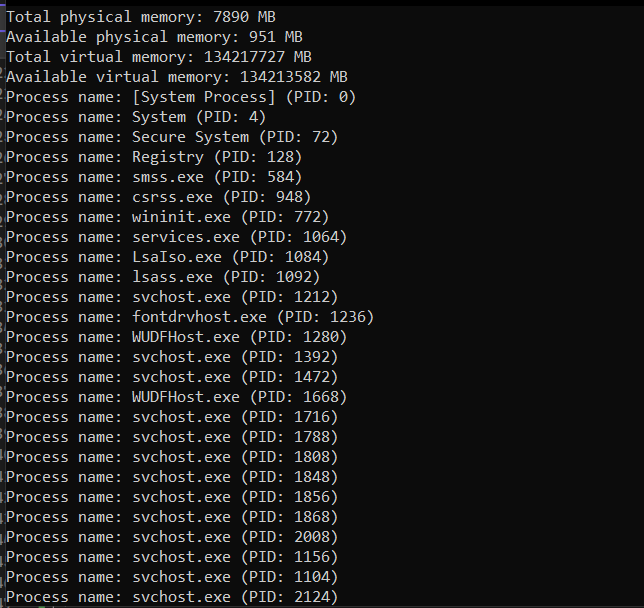 Total physical memory: 7890 MB
Available physical memory: 951 MB
Total virtual memory: 134217727 MB
Available virtual memory: 134213582 MB
Process name: [System Process] (PID: 0)
Process name: System (PID: 4)
Process name: Secure System (PID: 72)
Process name: Registry (PID: 128)
Process name: smss.exe (PID: 584)
Process name: csrss.exe (PID: 948)
Process name: wininit.exe (PID: 772)
Process name: services.exe (PID: 1064)
Process name: LsaIso.exe (PID: 1084)
Process name: lsass.exe (PID: 1092)
Process name: svchost.exe (PID: 1212)
Process name: fontdrvhost.exe (PID: 1236)
Process name: WUDFHost.exe (PID: 1280)
Process name: svchost.exe (PID: 1392)
Process name: svchost.exe (PID: 1472)
Process name: WUDFHost.exe (PID: 1668)
Process name: svchost.exe (PID: 1716)
Process name: svchost.exe (PID: 1788)
Process name: svchost.exe (PID: 1808)
Process name: svchost.exe (PID: 1848)
Process name: svchost.exe (PID: 1856)
Process name: svchost.exe (PID: 1868)
Process name: svchost.exe (PID: 2008)
Process name: svchost.exe (PID: 1156)
Process name: svchost.exe (PID: 1104)
Process name: svchost.exe (PID: 2124)